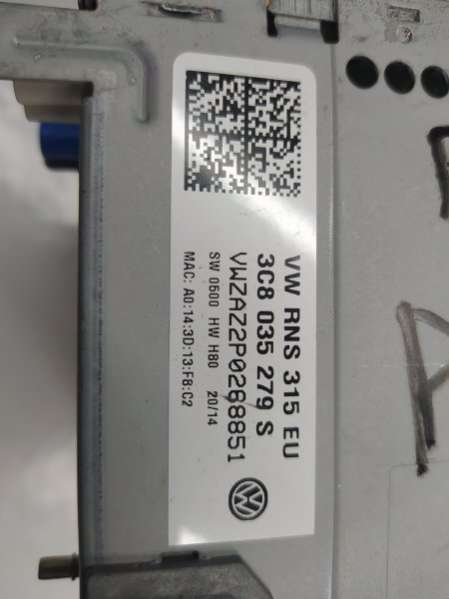 VW RNS 315 EU
3C8 035 279 S
VWZAZ2P0268851
SW 0500 HW H80 20/14
MAC: A0:14:3D:13:F8:C2